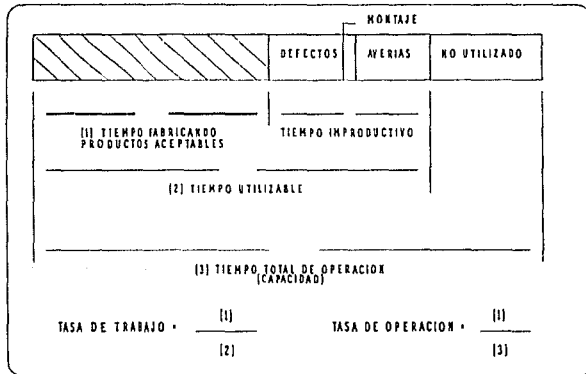 MONTAJE
DEFECTOS AVERIAS NO UTILIZADO
(1) TIEMPO FABRICANDO
PRODUCTOS ACEPTABLES
TIEMPO IMPRODUCTIVO
(2) TIEMPO UTILIZABLE
(3) TIEMPO TOTAL DE OPERACION
(CAPACIDAD)
TASA DE TRABAJO = (1)
(2)
TASA DE OPERACION = (1)
(3)